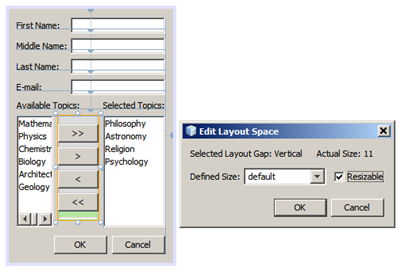 First Name:
Middle Name:
Last Name:
E-mail:
Available Topics:
Selected Topics:
Mathema
Physics
Chemistr
Biology
Architect
Geology
>>
>
<
<<
Philosophy
Astronomy
Religion
Psychology
OK
Cancel
Edit Layout Space
Selected Layout Gap: Vertical Actual Size: 11
Defined Size: default Resizable
OK Cancel